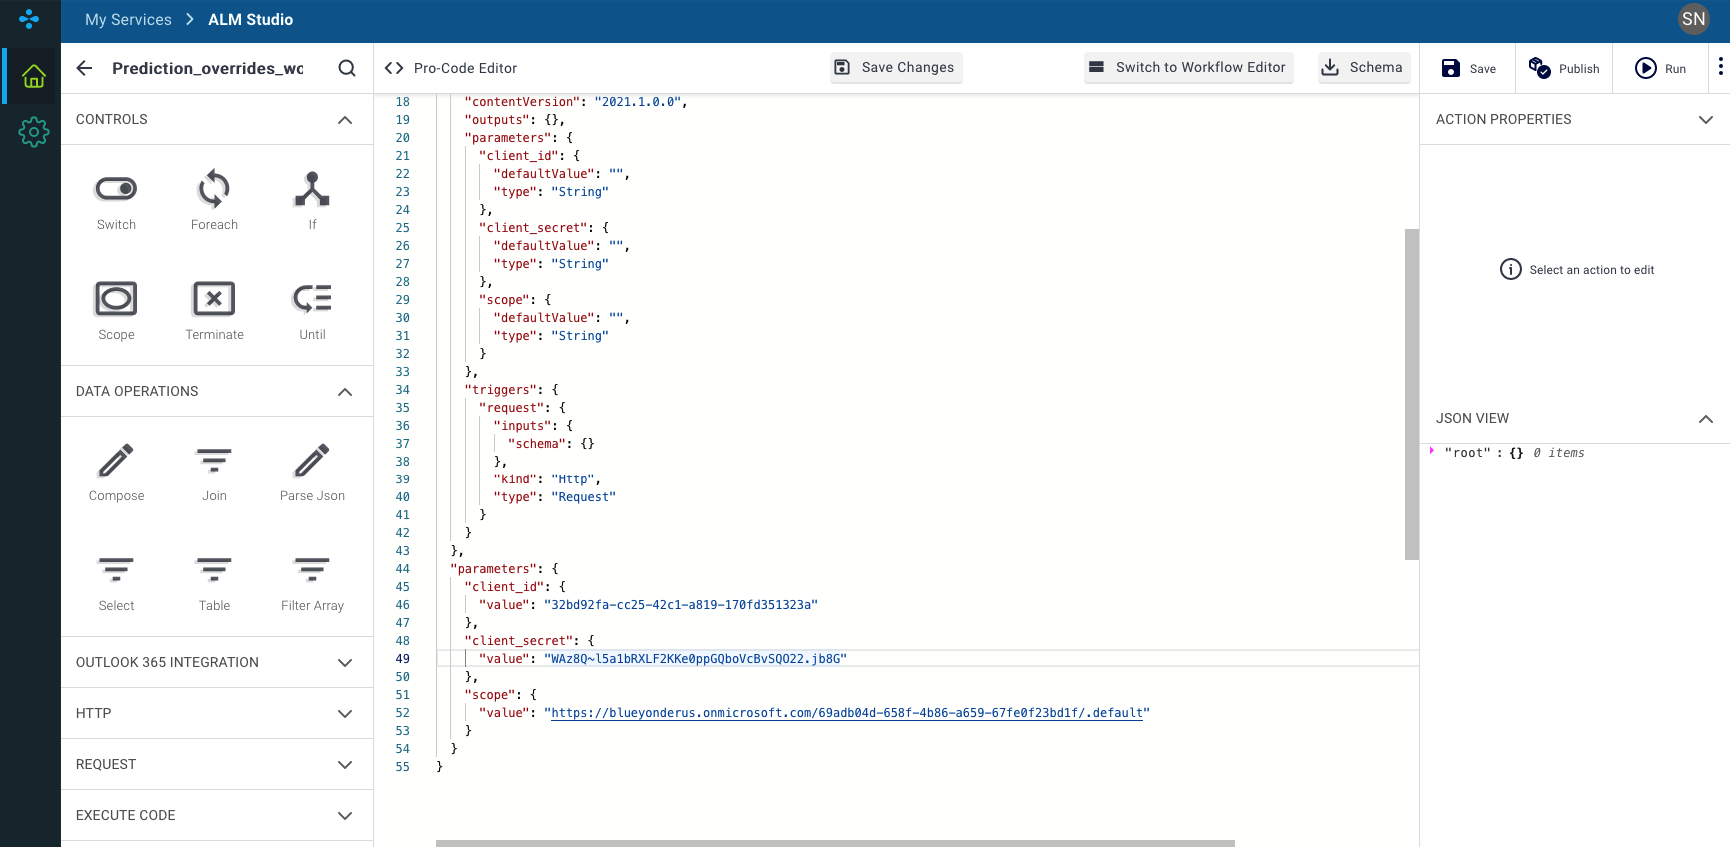 My Services > ALM Studio
SN
Prediction_overrides_wo
Pro-Code Editor
Save Changes
Switch to Workflow Editor
Schema
Save
Publish
Run
CONTROLS
Switch
Foreach
If
Scope
Terminate
Until
DATA OPERATIONS
Compose
Join
Parse Json
Select
Table
Filter Array
OUTLOOK 365 INTEGRATION
HTTP
REQUEST
EXECUTE CODE
18 "contentVersion": "2021.1.0.0",
19 "outputs": {},
20 "parameters": {
21 "client_id": {
22 "defaultValue": "",
23 "type": "String"
24 },
25 "client_secret": {
26 "defaultValue": "",
27 "type": "String"
28 },
29 "scope": {
30 "defaultValue": "",
31 "type": "String"
32 }
33 },
34 "triggers": {
35 "request": {
36 "inputs": {
37 "schema": {}
38 },
39 "kind": "Http",
40 "type": "Request"
41 }
42 }
43 },
44 "parameters": {
45 "client_id": {
46 "value": "32bd92fa-cc25-42c1-a819-170fd351323a"
47 },
48 "client_secret": {
49 "value": "WAz8Q~l5a1bRXLF2KKe0ppGQboVcBvSQO22.jb8G"
50 },
51 "scope": {
52 "value": "https://blueyonderus.onmicrosoft.com/69adb04d-658f-4b86-a659-67fe0f23bd1f/.default"
53 }
54 }
55 }
ACTION PROPERTIES
Select an action to edit
JSON VIEW
"root" : {} 0 items